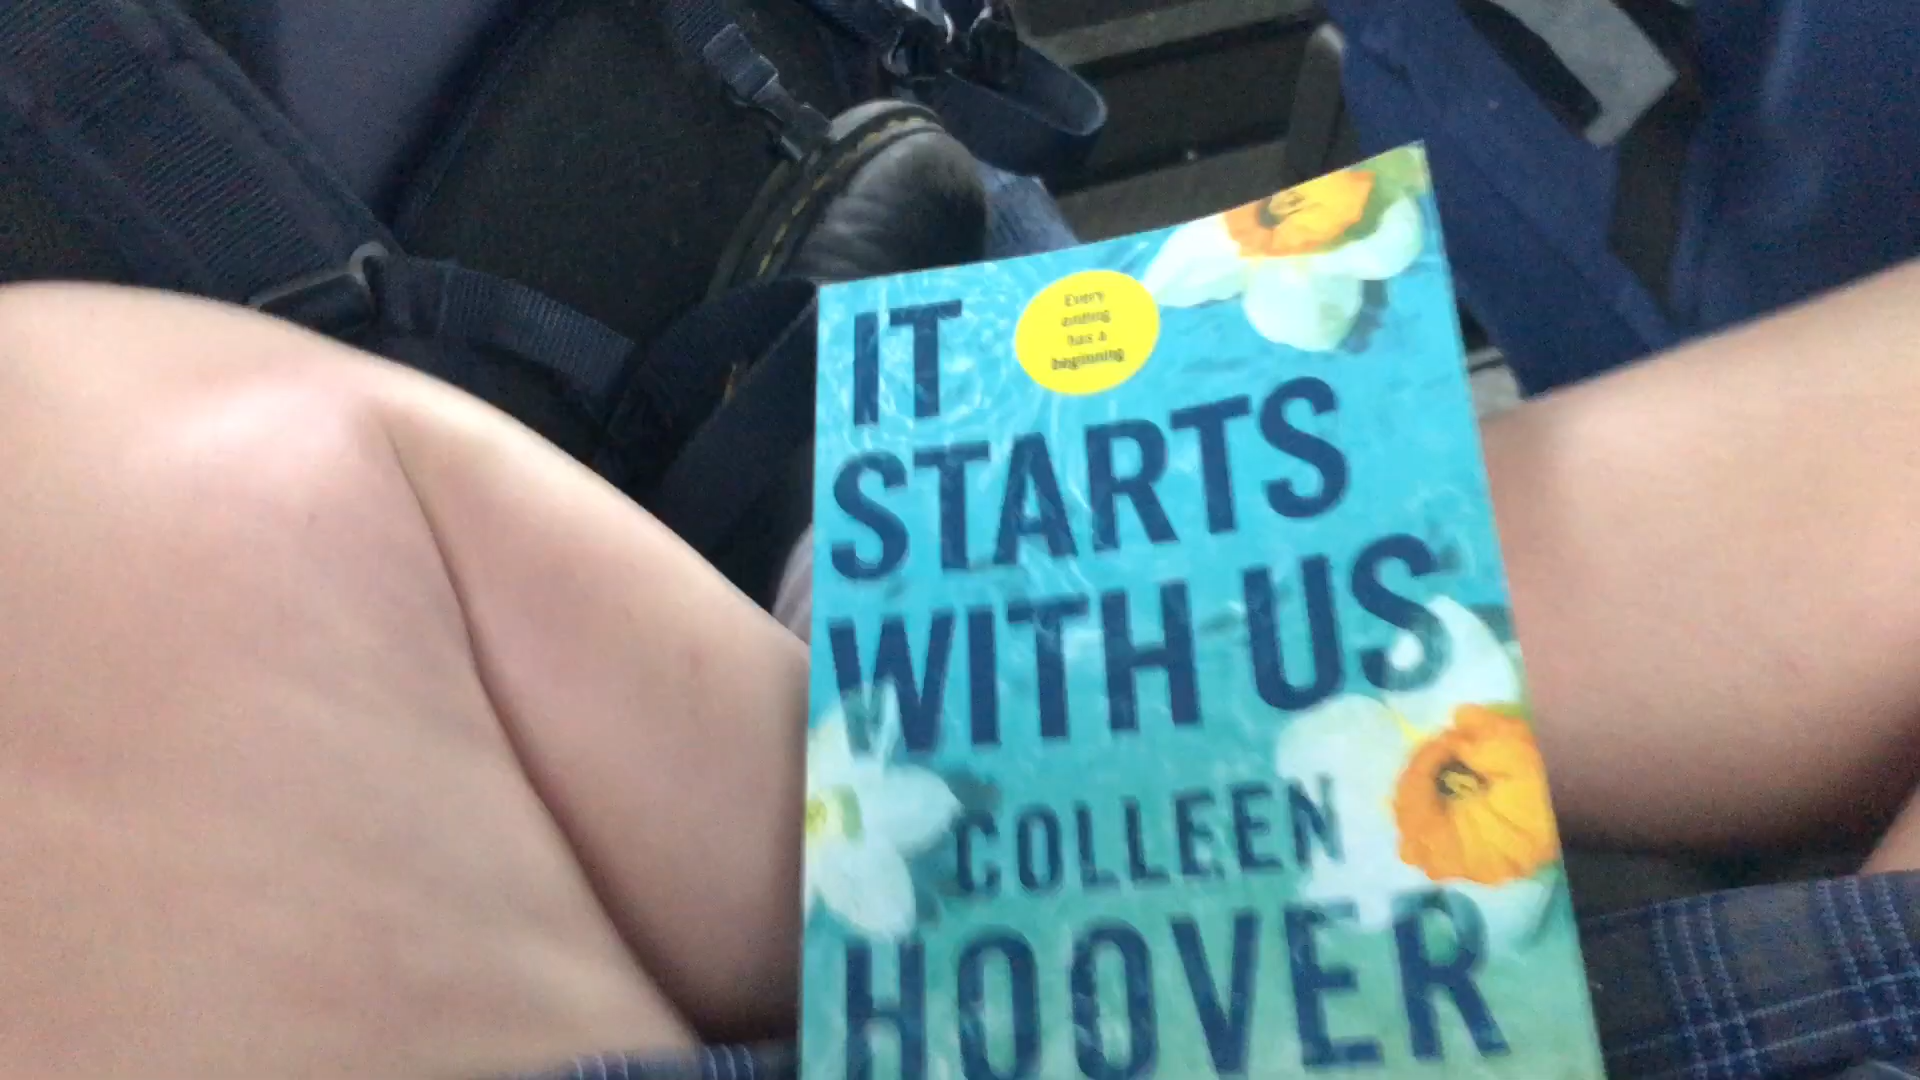 IT
Every
ending
has a
beginning
STARTS
WITH US
COLLEEN
HOOVER